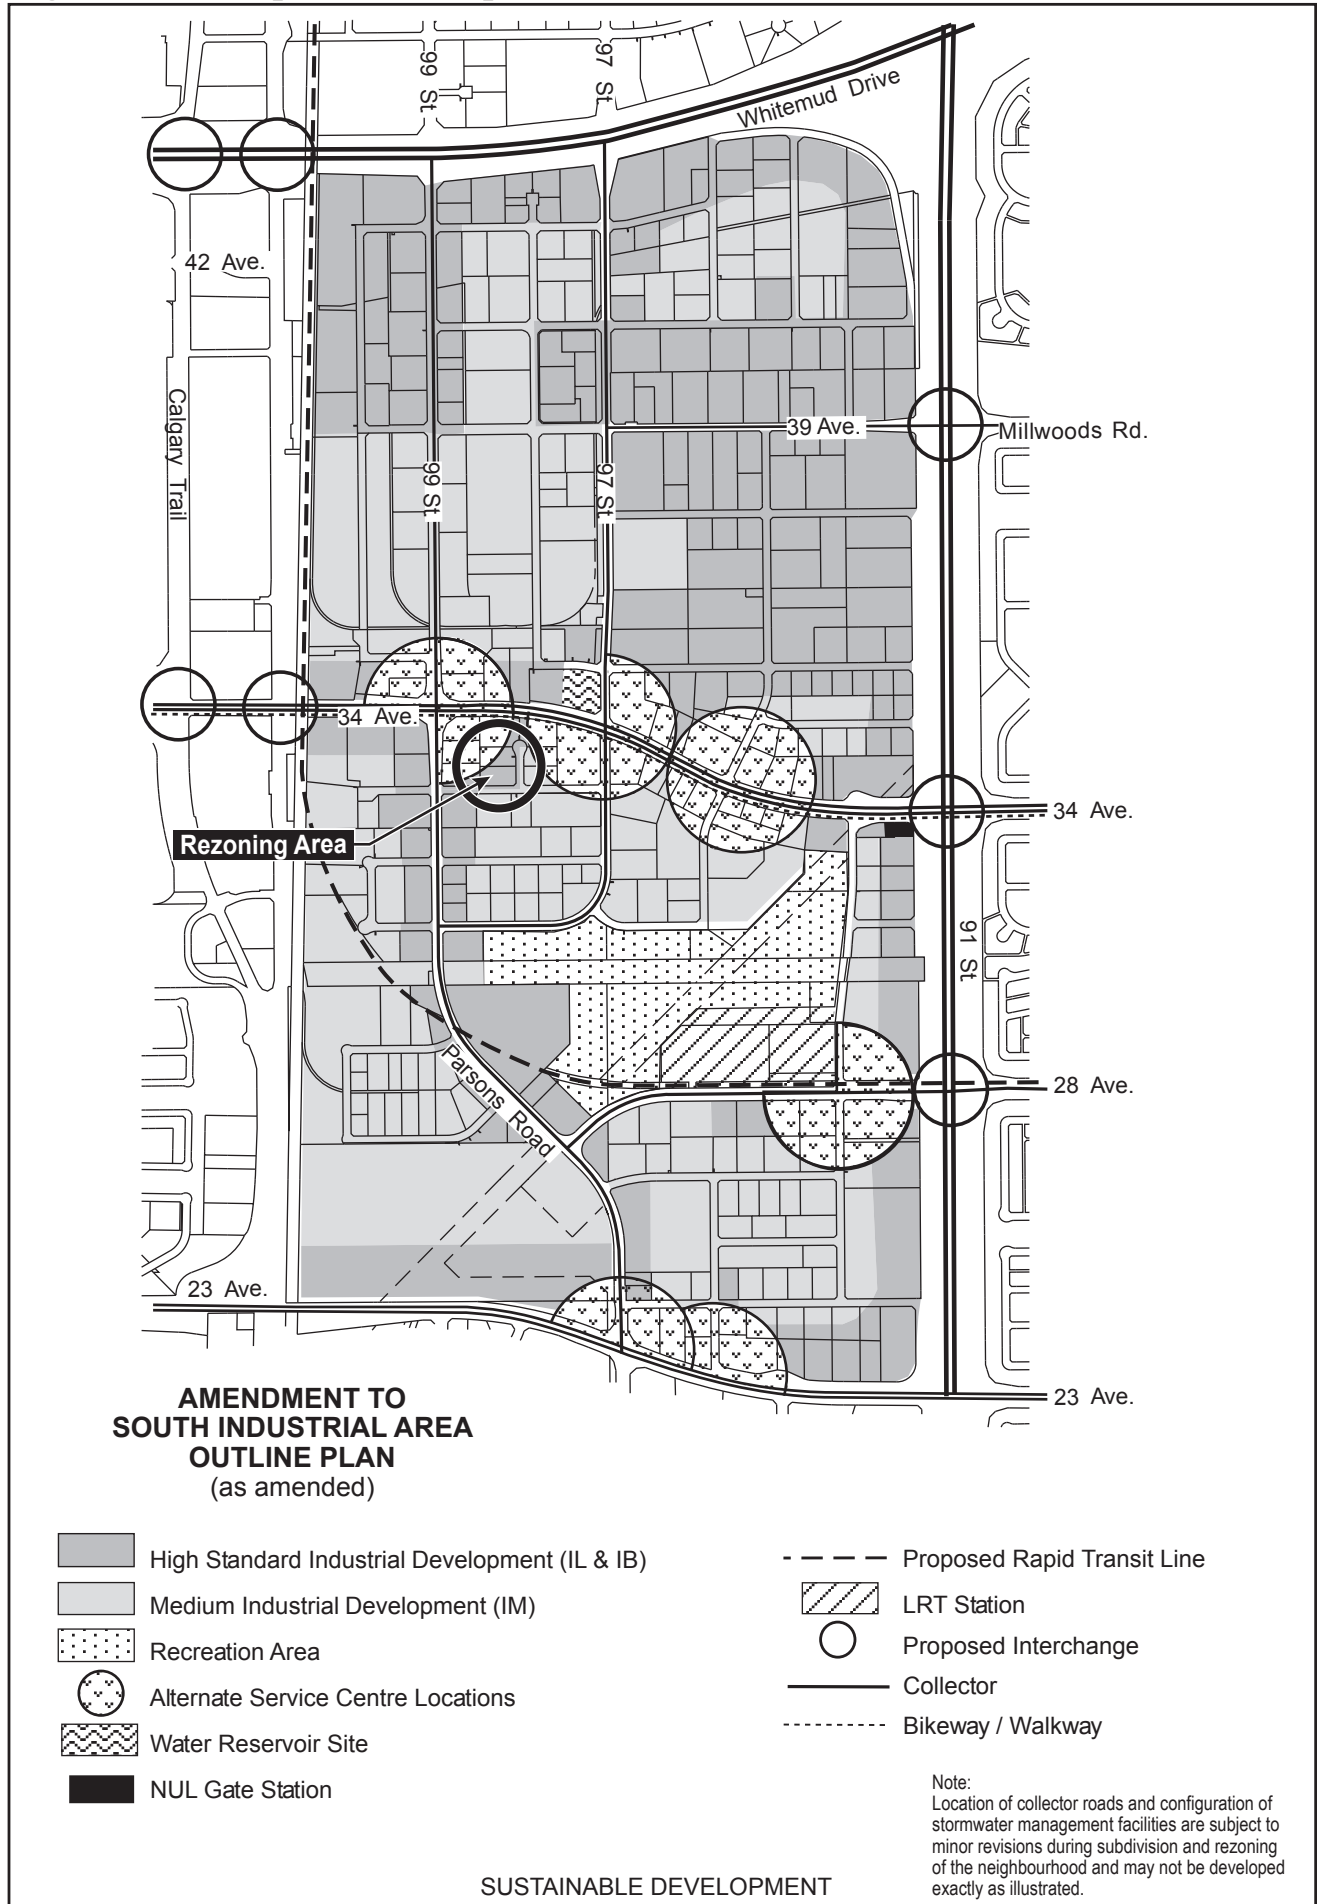 99 St
97 St
Whitemud Drive
42 Ave.
Calgary Trail
39 Ave.
Millwoods Rd.
99 St
97 St
34 Ave.
34 Ave.
Rezoning Area
91 St
Parsons Road
28 Ave.
23 Ave.
23 Ave.
AMENDMENT TO
SOUTH INDUSTRIAL AREA
OUTLINE PLAN
(as amended)
High Standard Industrial Development (IL & IB)
Medium Industrial Development (IM)
Recreation Area
Alternate Service Centre Locations
Water Reservoir Site
NUL Gate Station
Proposed Rapid Transit Line
LRT Station
Proposed Interchange
Collector
Bikeway / Walkway
Note:
Location of collector roads and configuration of
stormwater management facilities are subject to
minor revisions during subdivision and rezoning
of the neighbourhood and may not be developed
exactly as illustrated.
SUSTAINABLE DEVELOPMENT